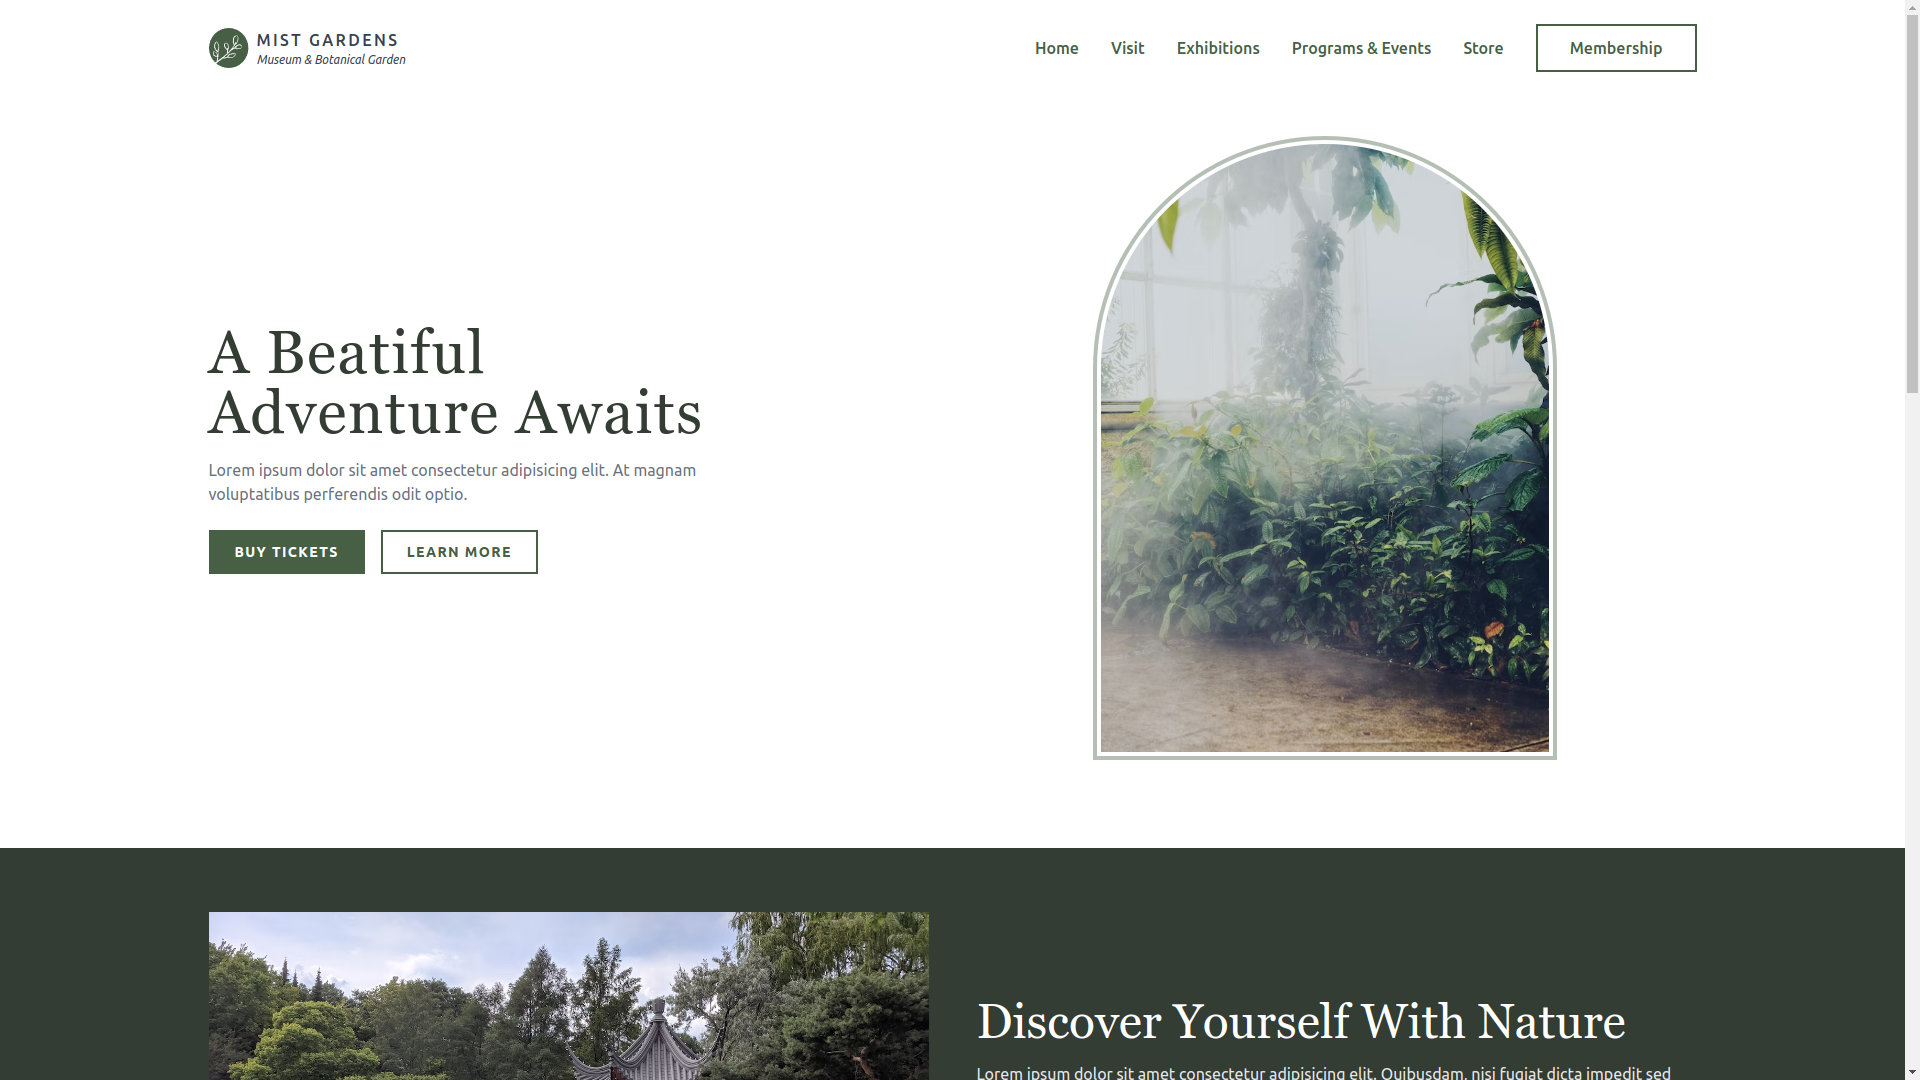 MIST GARDENS
Museum & Botanical Garden
Home
Visit
Exhibitions
Programs & Events
Store
Membership
A Beatiful
Adventure Awaits
Lorem ipsum dolor sit amet consectetur adipisicing elit. At magnam
voluptatibus perferendis odit optio.
BUY TICKETS
LEARN MORE
Discover Yourself With Nature
Lorem ipsum dolor sit amet consectetur adipisicing elit. Quibusdam, nisi fugiat dicta impedit sed